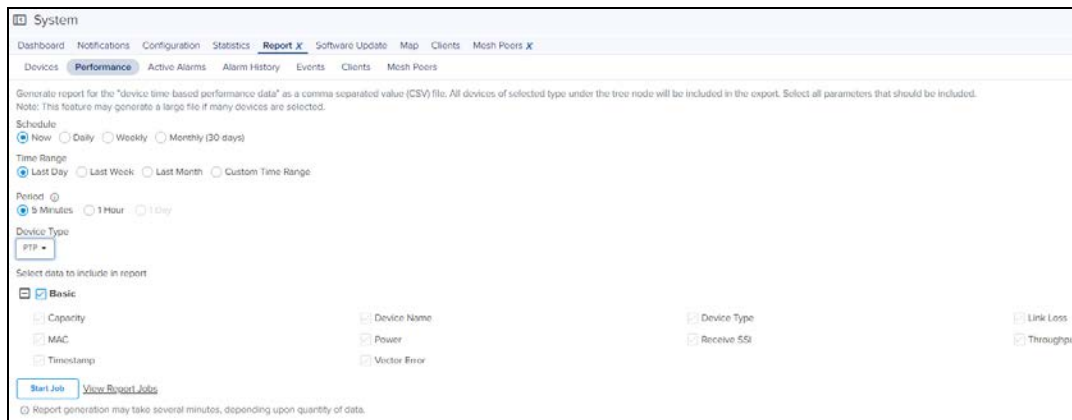 System
Dashboard Notifications Configuration Statistics Report X Software Update Map Clients Mesh Peers X
Devices Performance Active Alarms Alarm History Events Clients Mesh Peers
Generate report for the "device time-based performance data" as a comma separated value (CSV) file. All devices of selected type under the tree node will be included in the export. Select all parameters that should be included.
Note: This feature may generate a large file if many devices are selected.
Schedule
Now Daily Weekly Monthly (30 days)
Time Range
Last Day Last Week Last Month Custom Time Range
Period
5 Minutes 1 Hour 1 Day
Device Type
PTP
Select data to include in report
Basic
Capacity Device Name Device Type Link Loss
MAC Power Receive SSI Throughpu
Timestamp Vector Error
Start Job View Report Jobs
Report generation may take several minutes, depending upon quantity of data.